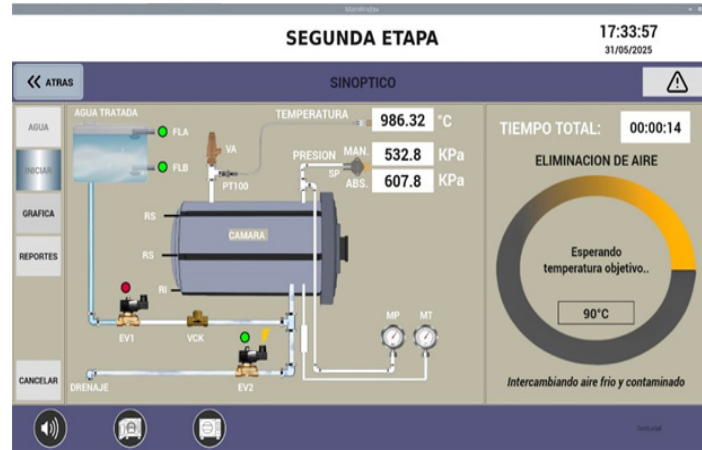 MainWindow
SEGUNDA ETAPA
17:33:57
31/05/2025
ATRAS
SINOPTICO
AGUA
INICIAR
GRAFICA
REPORTES
CANCELAR
AGUA TRATADA
FLA
FLB
VA
PT100
TEMPERATURA
986.32 °C
PRESION MAN. 532.8 KPa
SP
ABS. 607.8 KPa
RS
CAMARA
RS
RI
EV1
VCK
MP
MT
DRENAJE
EV2
TIEMPO TOTAL: 00:00:14
ELIMINACION DE AIRE
Esperando
temperatura objetivo..
90°C
Intercambiando aire frio y contaminado